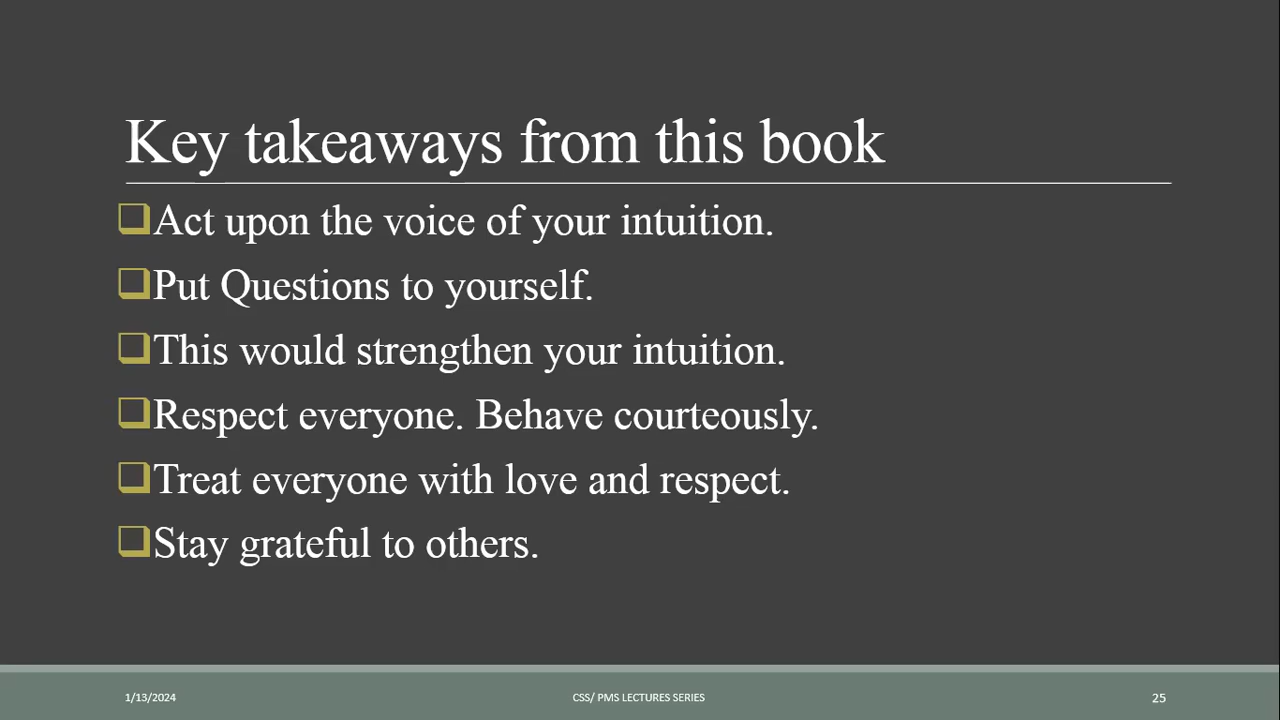 Key takeaways from this book
Act upon the voice of your intuition.
Put Questions to yourself.
This would strengthen your intuition.
Respect everyone. Behave courteously.
Treat everyone with love and respect.
Stay grateful to others.
1/13/2024
CSS/ PMS LECTURES SERIES
25